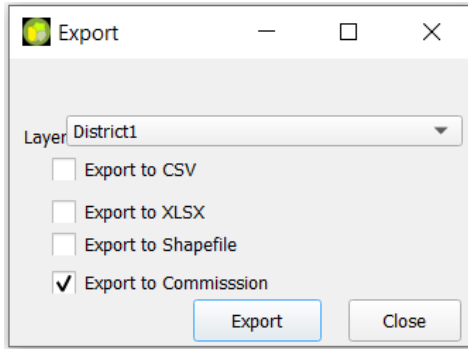 Export
Layer District1
Export to CSV
Export to XLSX
Export to Shapefile
Export to Commisssion
Export Close